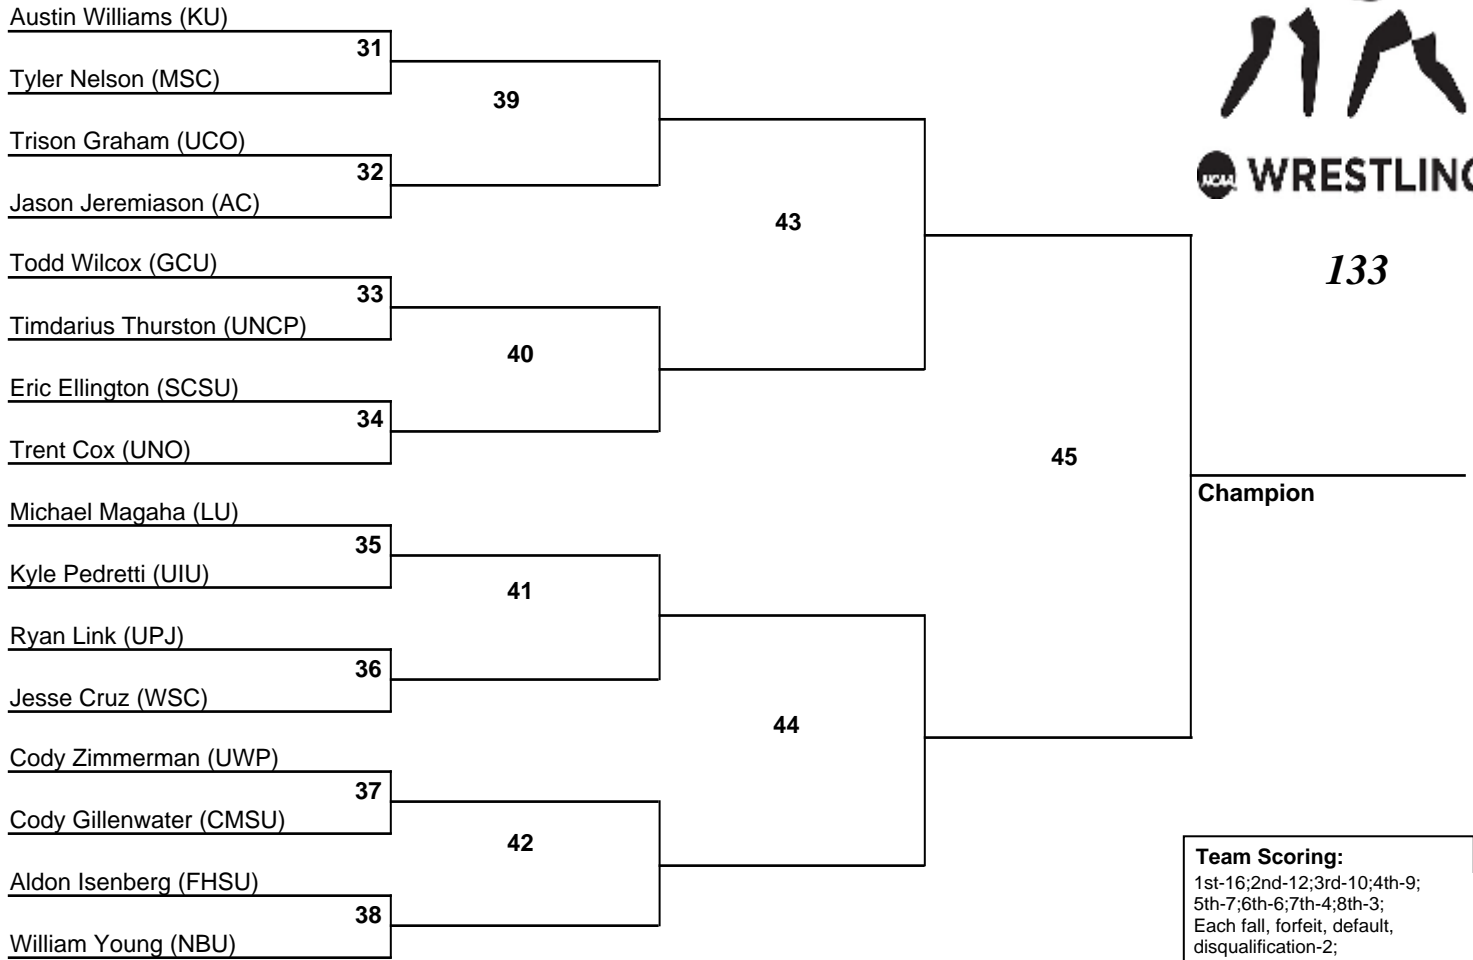 Austin Williams (KU)
31
Tyler Nelson (MSC)
39
Trison Graham (UCO)
32
Jason Jeremiason (AC)
43
NCAA WRESTLING
Todd Wilcox (GCU)
133
33
Timdarius Thurston (UNCP)
40
Eric Ellington (SCSU)
34
Trent Cox (UNO)
45
Michael Magaha (LU)
Champion
35
Kyle Pedretti (UIU)
41
Ryan Link (UPJ)
36
Jesse Cruz (WSC)
44
Cody Zimmerman (UWP)
37
Cody Gillenwater (CMSU)
42
Aldon Isenberg (FHSU)
38
William Young (NBU)
Team Scoring:
1st-16;2nd-12;3rd-10;4th-9;
5th-7;6th-6;7th-4;8th-3;
Each fall, forfeit, default,
disqualification-2;